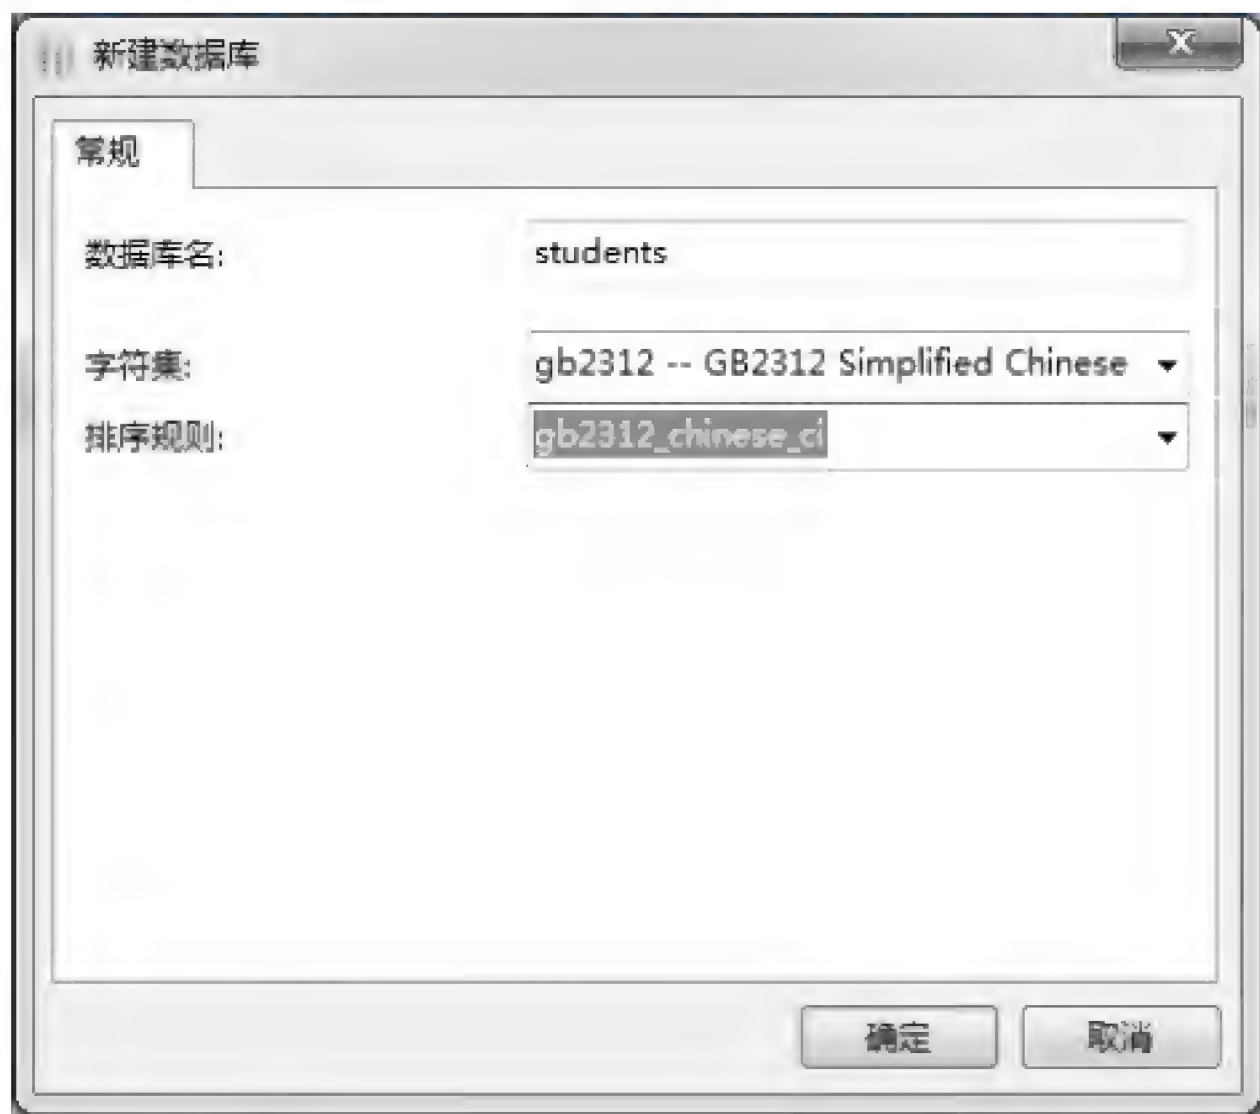 新建数据库
常规
数据库名: students
字符集: gb2312 -- GB2312 Simplified Chinese
排序规则: gb2312_chinese_ci
确定 取消